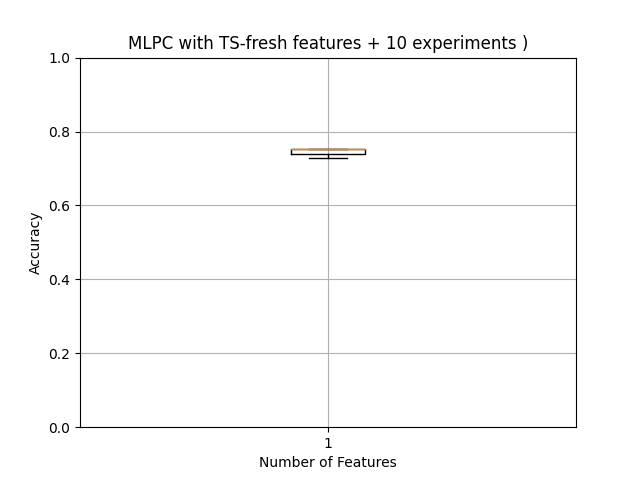 MLPC with TS-fresh features + 10 experiments )
1.0
0.8
0.6
0.4
0.2
0.0
Accuracy
1
Number of Features